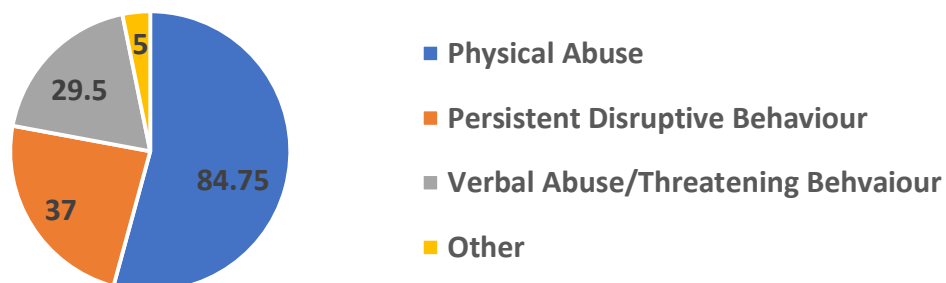 5
29.5
84.75
37
Physical Abuse
Persistent Disruptive Behaviour
Verbal Abuse/Threatening Behvaiour
Other